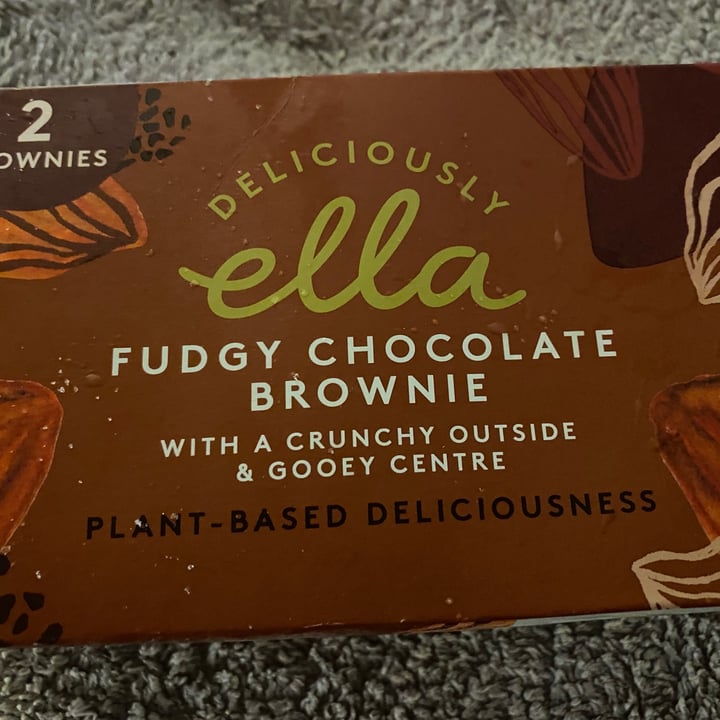 2
OWNIES
DELICIOUSLY
ella
FUDGY CHOCOLATE
BROWNIE
WITH A CRUNCHY OUTSIDE
& GOOEY CENTRE
PLANT-BASED DELICIOUSNESS